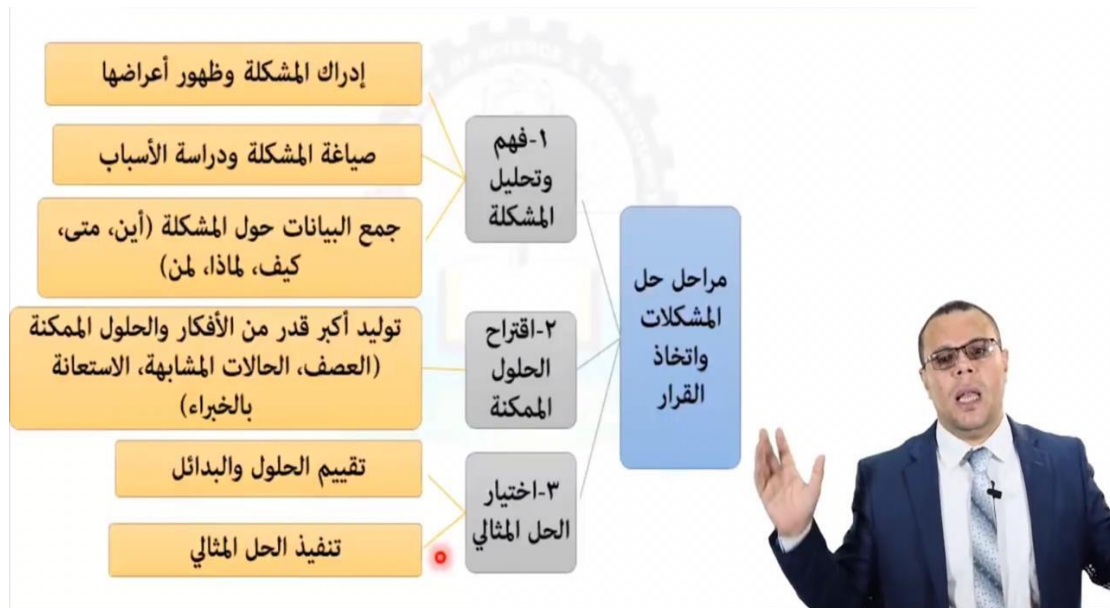 مراحل حل
المشكلات
واتخاذ
القرار
١-فهم
وتحليل
المشكلة
إدراك المشكلة وظهور أعراضها
صياغة المشكلة ودراسة الأسباب
جمع البيانات حول المشكلة (أين، متى،
كيف، لماذا، لمن)
٢-اقتراح
الحلول
الممكنة
توليد أكبر قدر من الأفكار والحلول الممكنة
(العصف، الحالات المشابهة، الاستعانة
بالخبراء)
٣-اختيار
الحل المثالي
تقييم الحلول والبدائل
تنفيذ الحل المثالي